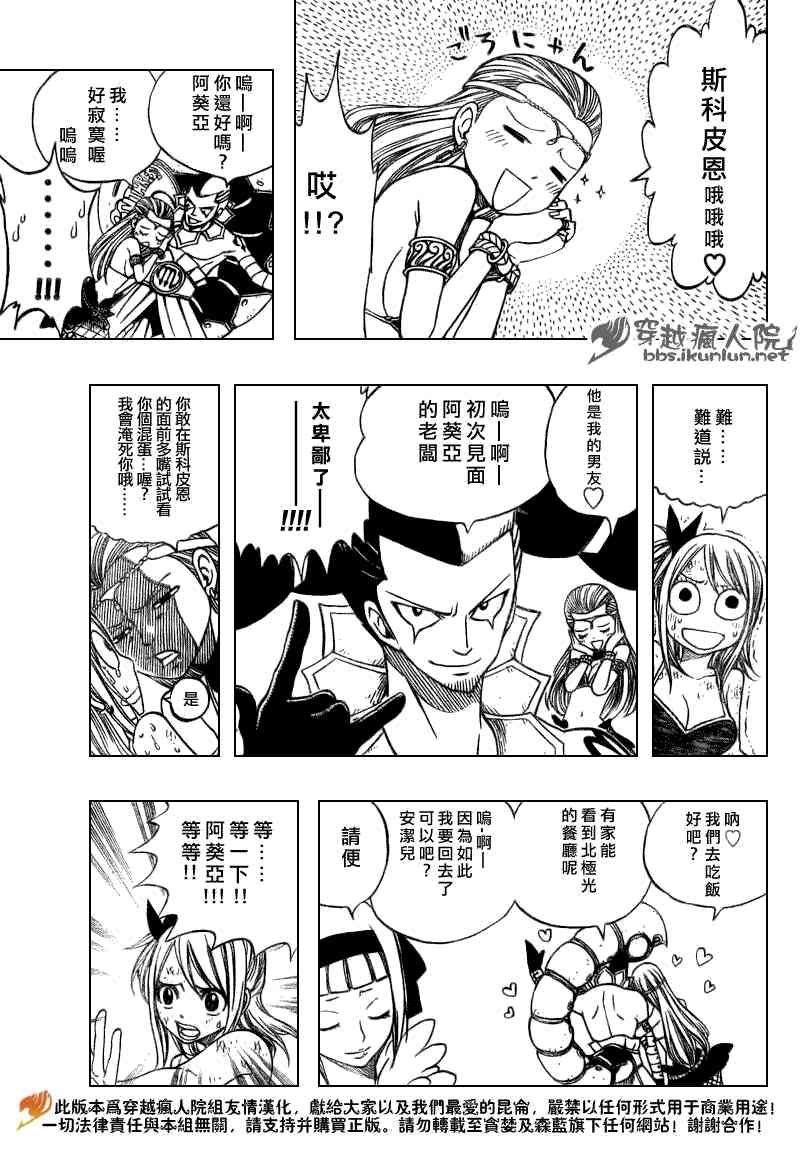 斯科皮恩
哦哦哦♡
ごろにゃん
哎
!!?
嗚—啊—
你還好嗎?
阿葵亞
我……
好寂寞喔
嗚嗚
……
…!!!
穿越瘋人院
bbs.ikunlun.net
難……
難道說…
他是我的男友♡
嗚—啊—
初次見面
阿葵亞
的老闆
太卑鄙了——
——!!!!
你敢在斯科皮恩
的面前多嘴試試看
你個混蛋…喔?
我會淹死你哦……
是
吶♡
我們去吃飯
好吧?
有家能
看到北極光
的餐廳呢
嗚-啊—
因為如此
我要回去了
可以吧?
安潔兒
請便
等……
等一下!!
阿葵亞!!!
等等!!
此版本爲穿越瘋人院組友情漢化，獻給大家以及我們最愛的昆侖，嚴禁以任何形式用于商業用途!
一切法律責任與本組無關，請支持并購買正版。請勿轉載至貪婪及森藍旗下任何網站! 謝謝合作!